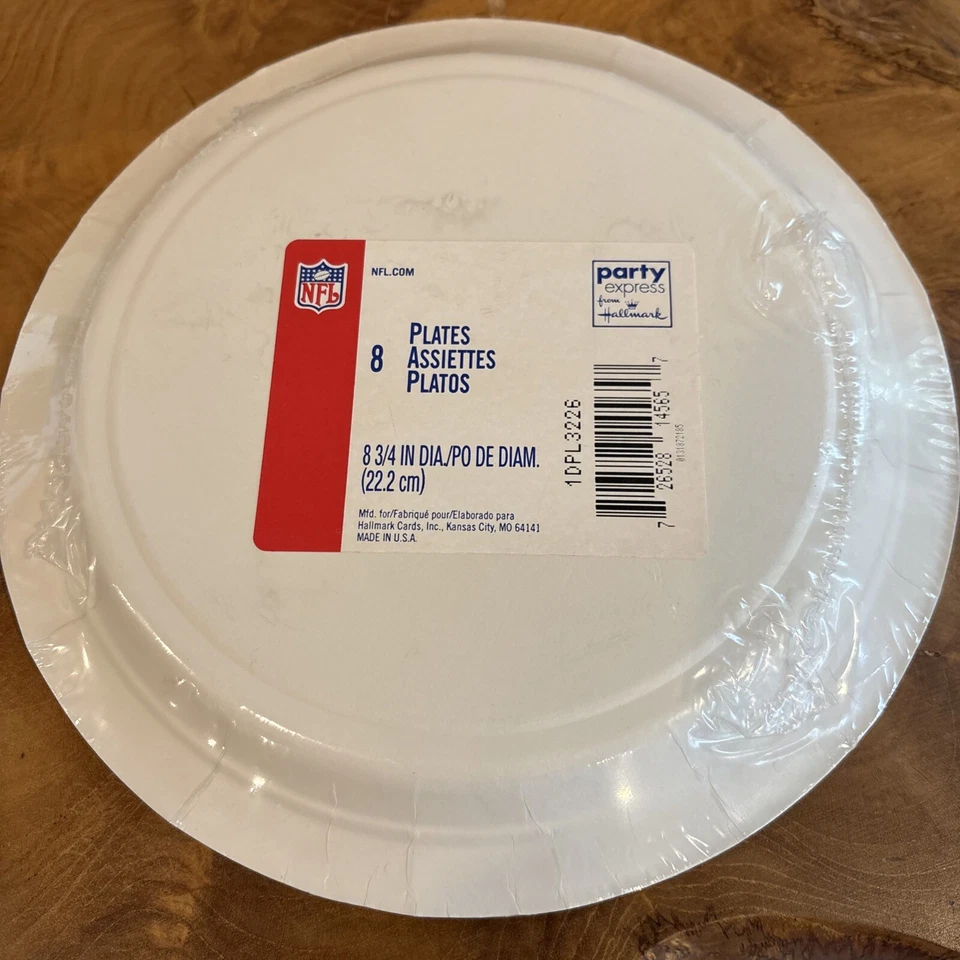 NFL
NFL.COM
party
express
from
Hallmark
8
PLATES
ASSIETTES
PLATOS
8 3/4 IN DIA./PO DE DIAM.
(22.2 cm)
Mfd. for/Fabriqué pour/Elaborado para
Hallmark Cards, Inc., Kansas City, MO 64141
MADE IN U.S.A.
1DPL3226
7 26528 14565 7
0131872185